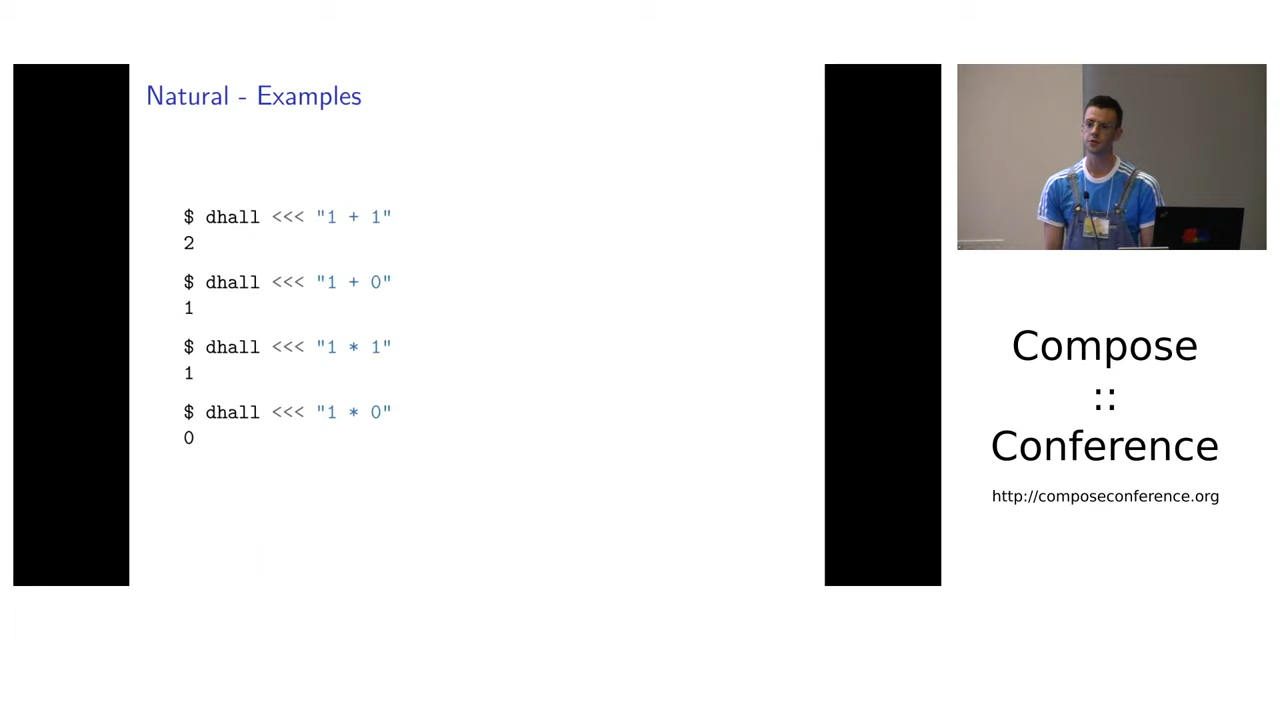 Natural - Examples
$ dhall <<< "1 + 1"
2
$ dhall <<< "1 + 0"
1
$ dhall <<< "1 * 1"
1
$ dhall <<< "1 * 0"
0
Compose
::
Conference
http://composeconference.org